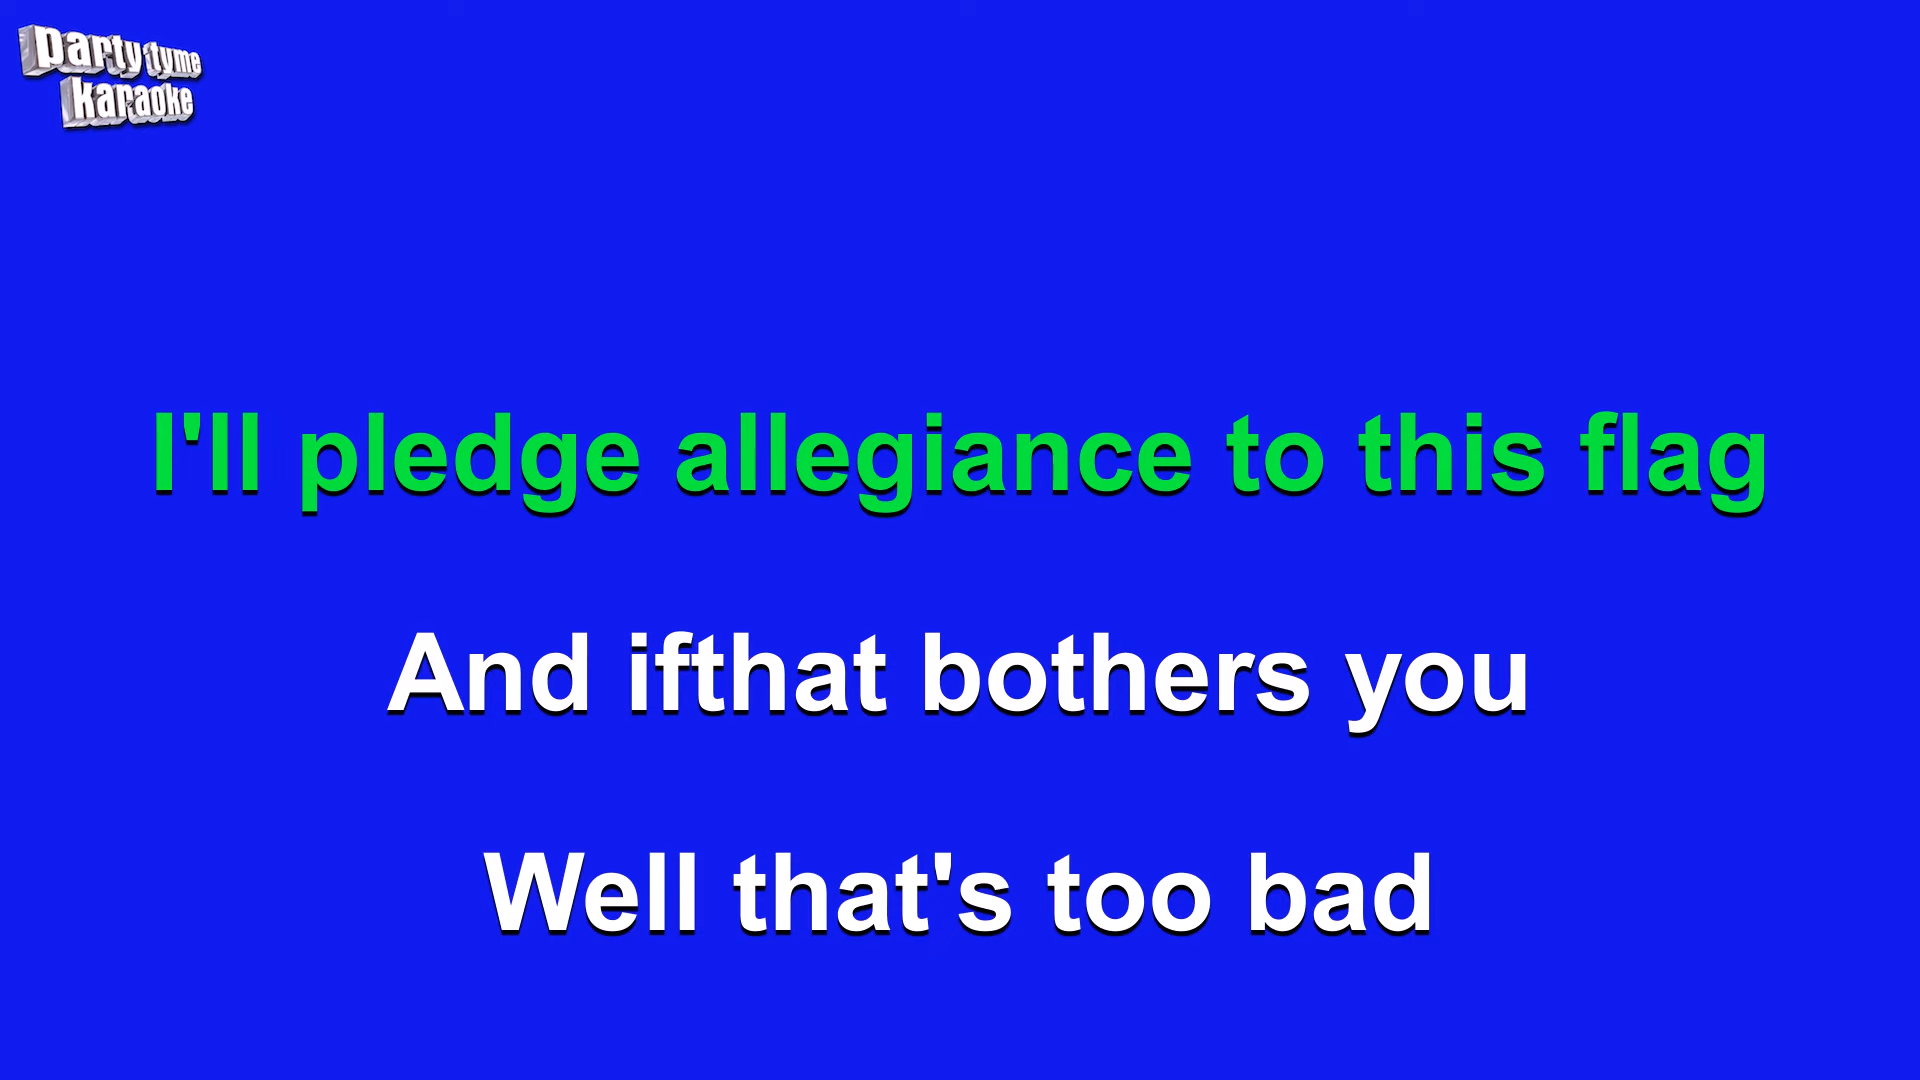 party tyme
karaoke
I'll pledge allegiance to this flag
And ifthat bothers you
Well that's too bad